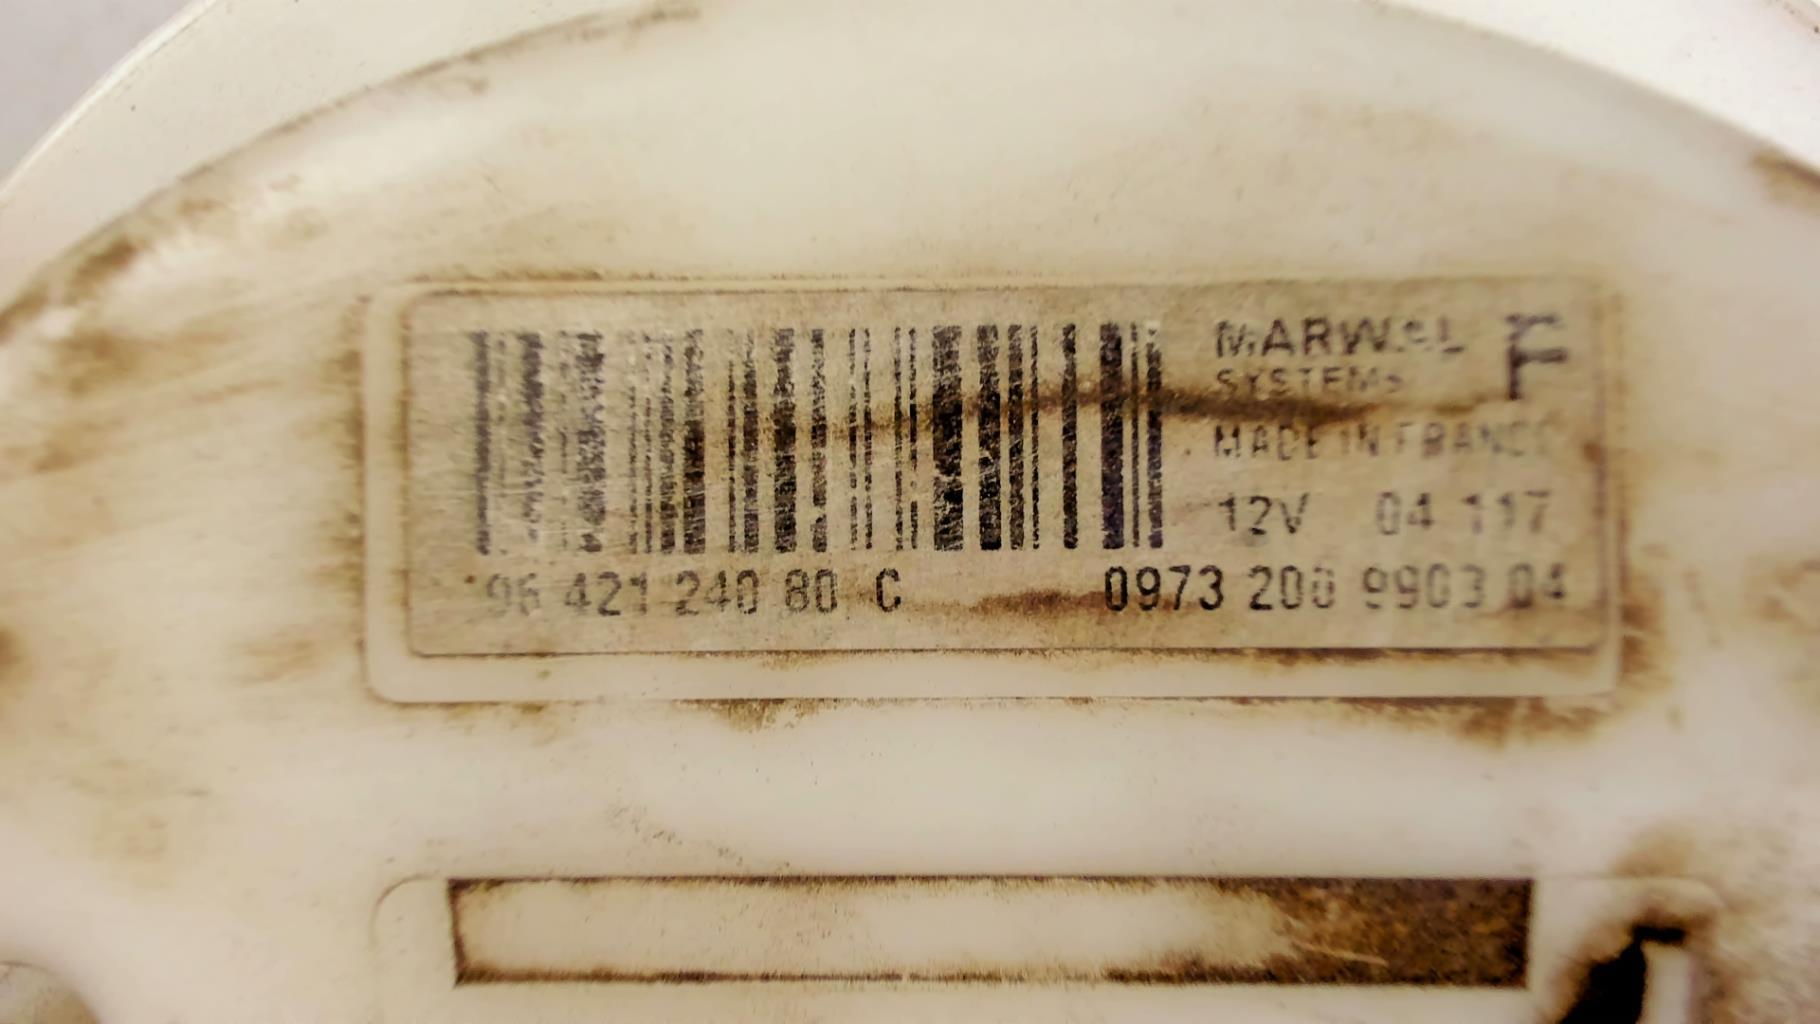 MARWAL F
SYSTEMS
MADE IN FRANCE
12V 04 117
96 421 240 80 C 0973 200 9903 04